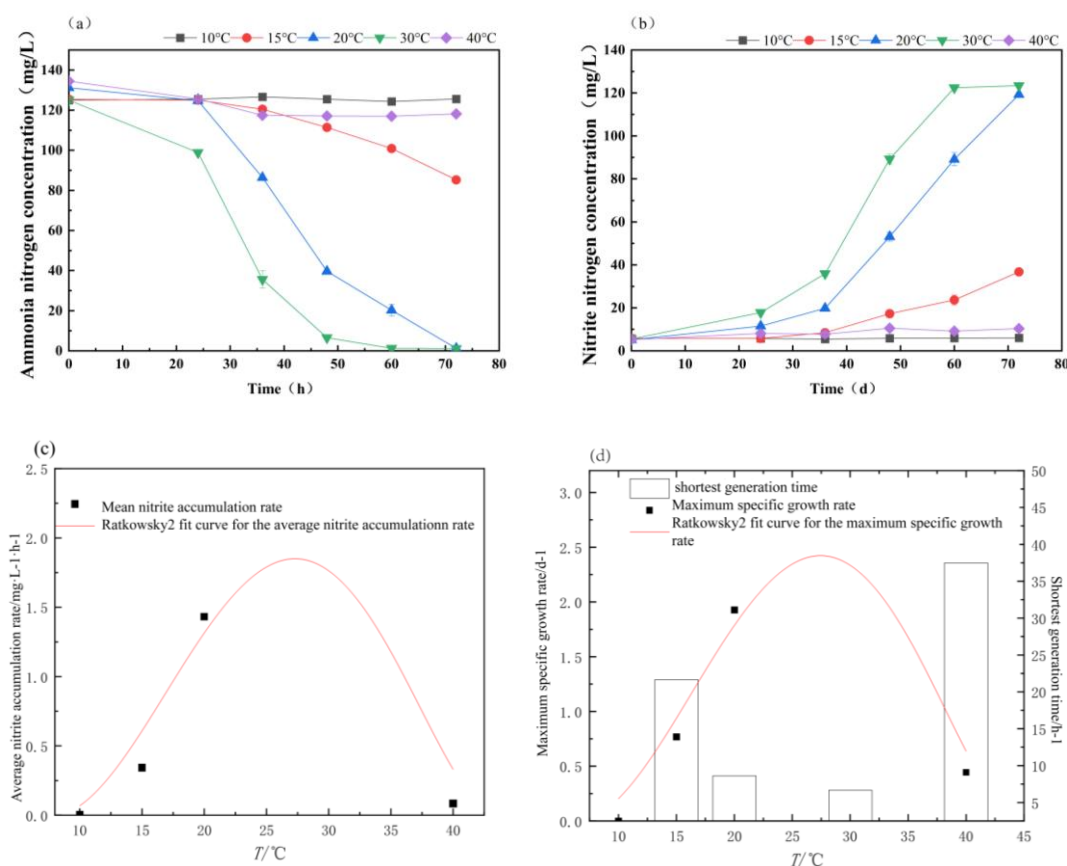 (a)
10℃ 15℃ 20℃ 30℃ 40℃
Ammonia nitrogen concentration (mg/L)
140
120
100
80
60
40
20
0
0 10 20 30 40 50 60 70 80
Time（h）
(b)
10℃ 15℃ 20℃ 30℃ 40℃
Nitrite nitrogen concentration（mg/L）
140
120
100
80
60
40
20
0
0 10 20 30 40 50 60 70 80
Time（d）
(c)
Average nitrite accumulation rate/mg·L-1·h-1
2.5
2.0
1.5
1.0
0.5
0.0
Mean nitrite accumulation rate
Ratkowsky2 fit curve for the average nitrite accumulationn rate
10 15 20 25 30 35 40
T/℃
(d)
Maximum specific growth rate/d-1
3.0
2.5
2.0
1.5
1.0
0.5
0.0
shortest generation time
Maximum specific growth rate
Ratkowsky2 fit curve for the maximum specific growth
rate
50
45
40
35
30
25
20
15
10
5
Shortest generation time/h-1
10 15 20 25 30 35 40 45
T/℃